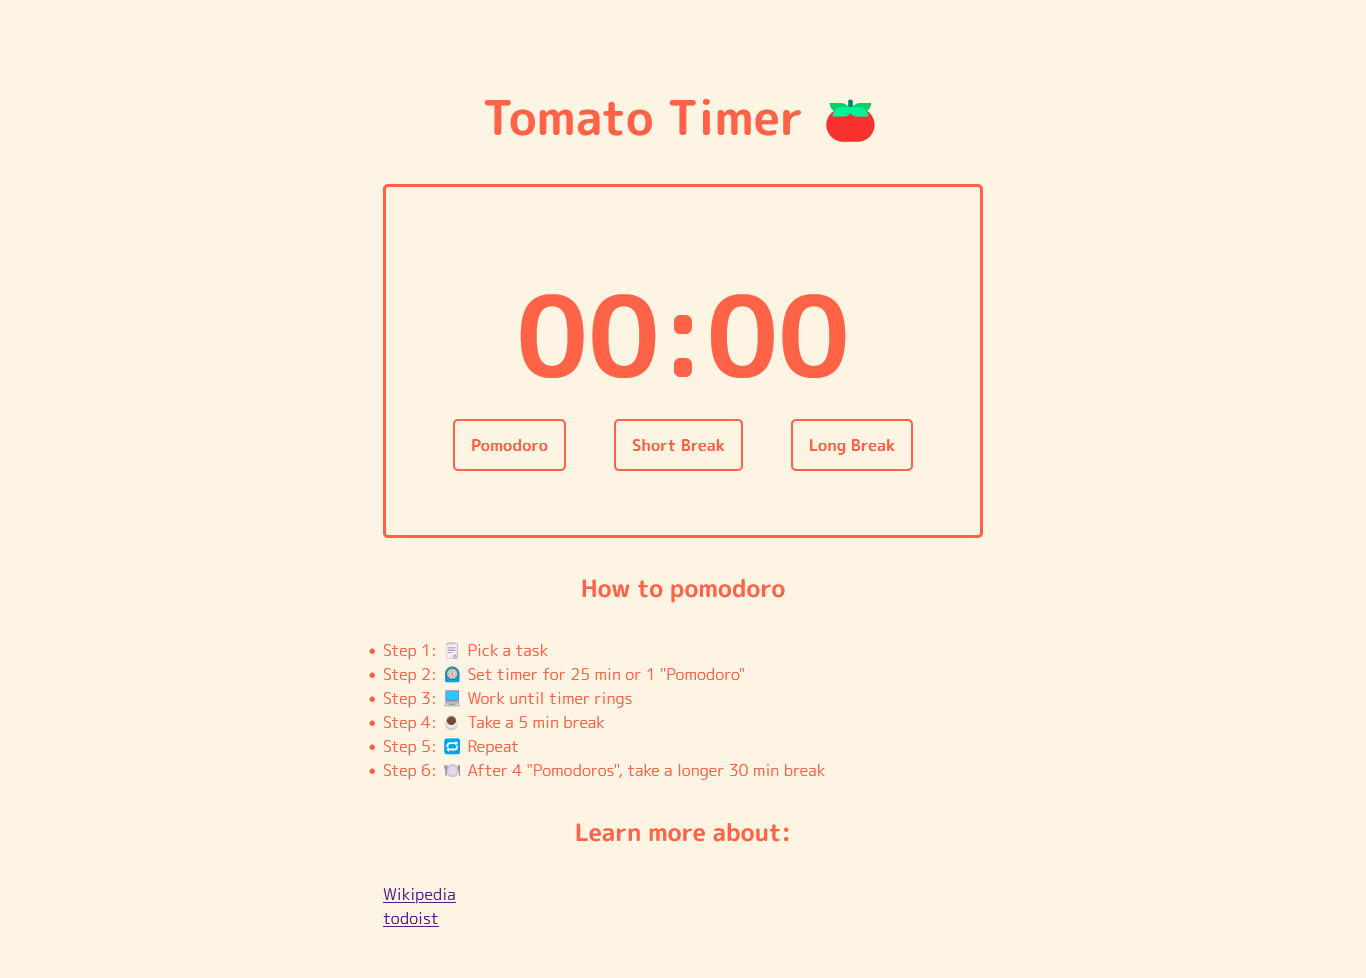 Tomato Timer 🍅
00:00
Pomodoro Short Break Long Break
How to pomodoro
• Step 1: 🗒️ Pick a task
• Step 2: ⏲️ Set timer for 25 min or 1 "Pomodoro"
• Step 3: 💻 Work until timer rings
• Step 4: ☕ Take a 5 min break
• Step 5: 🔁 Repeat
• Step 6: 🍽️ After 4 "Pomodoros", take a longer 30 min break
Learn more about:
Wikipedia
todoist